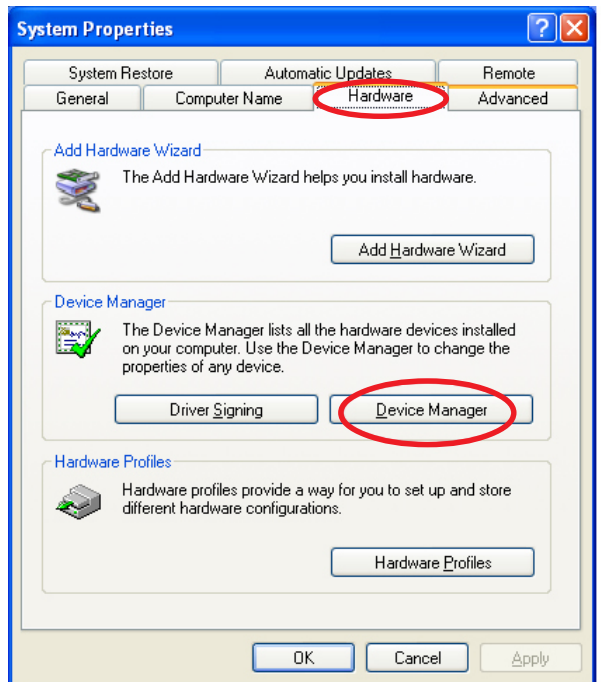 System Properties
System Restore Automatic Updates Remote
General Computer Name Hardware Advanced
Add Hardware Wizard
The Add Hardware Wizard helps you install hardware.
Add Hardware Wizard
Device Manager
The Device Manager lists all the hardware devices installed
on your computer. Use the Device Manager to change the
properties of any device.
Driver Signing Device Manager
Hardware Profiles
Hardware profiles provide a way for you to set up and store
different hardware configurations.
Hardware Profiles
OK Cancel Apply